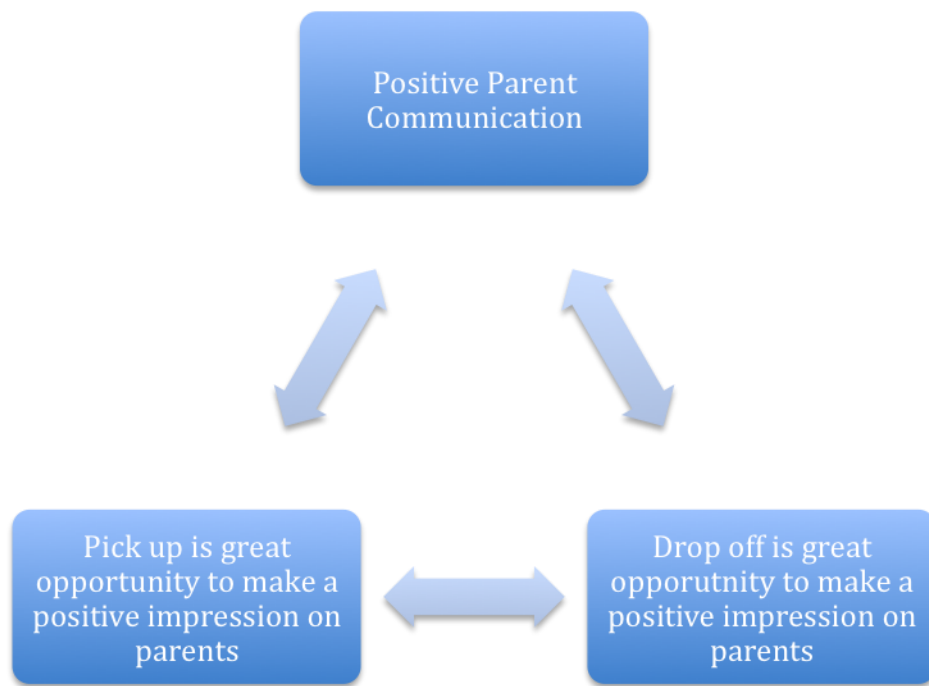 Positive Parent
Communication
Pick up is great
opportunity to make a
positive impression on
parents
Drop off is great
opporutnity to make a
positive impression on
parents